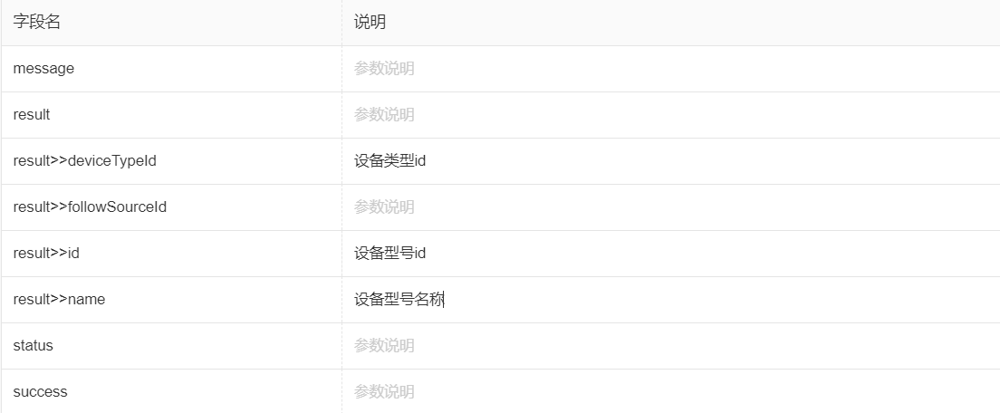 字段名 说明
message 参数说明
result 参数说明
result>>deviceTypeId 设备类型id
result>>followSourceId 参数说明
result>>id 设备型号id
result>>name 设备型号名称
status 参数说明
success 参数说明